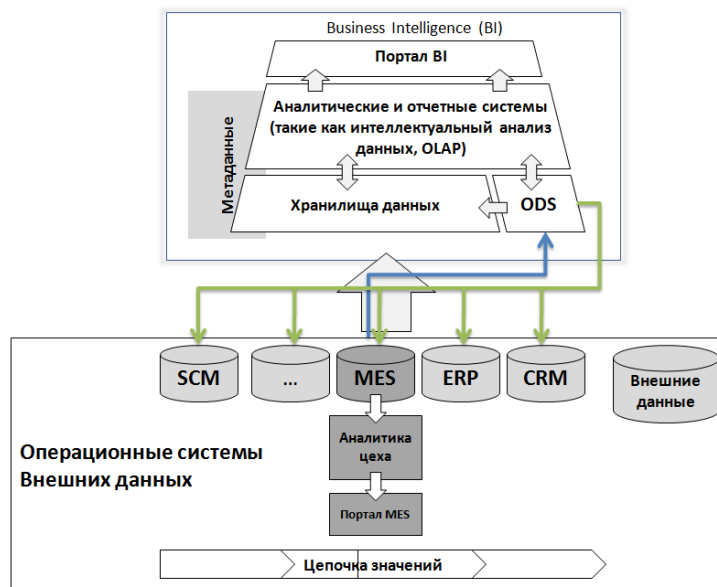 Business Intelligence (BI)
Портал BI
Аналитические и отчетные системы
(такие как интеллектуальный анализ
данных, OLAP)
Метаданные
Хранилища данных
ODS
SCM
...
MES
ERP
CRM
Внешние
данные
Аналитика
цеха
Операционные системы
Внешних данных
Портал MES
Цепочка значений